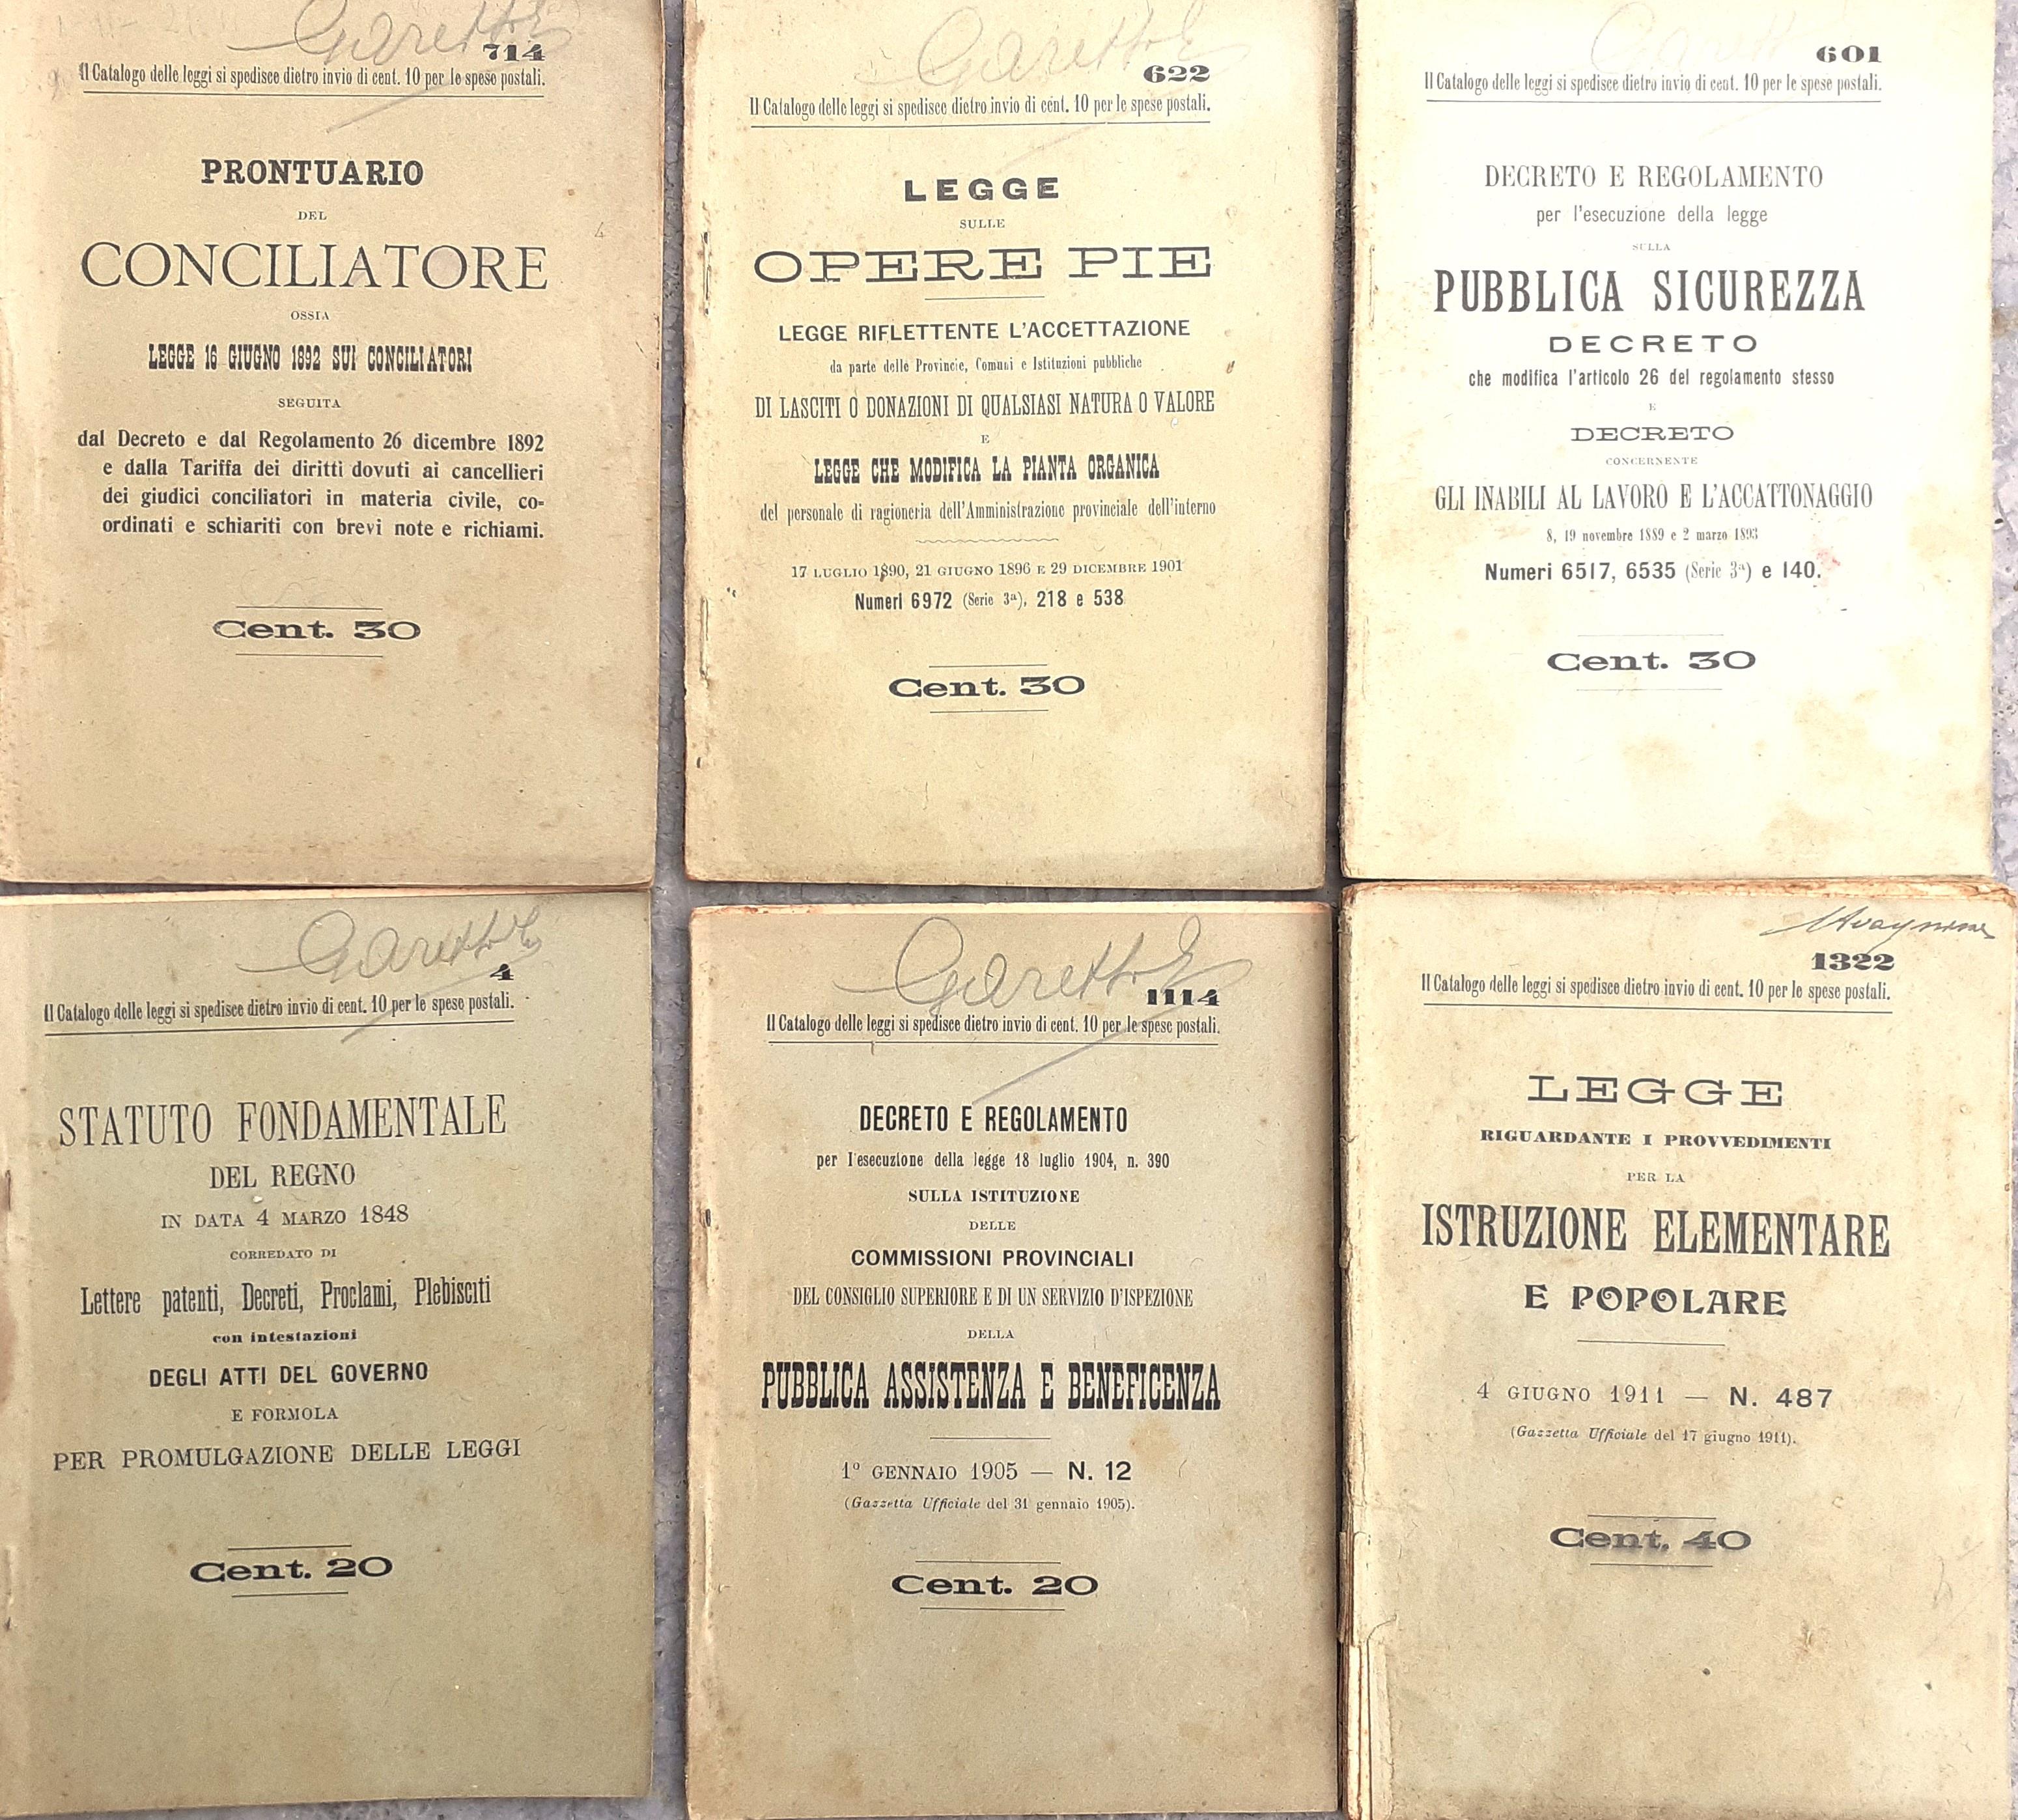 Garetto E
714
Il Catalogo delle leggi si spedisce dietro invio di cent. 10 per le spese postali.
PRONTUARIO
DEL
CONCILIATORE
OSSIA
LEGGE 16 GIUGNO 1892 SUI CONCILIATORI
SEGUITA
dal Decreto e dal Regolamento 26 dicembre 1892
e dalla Tariffa dei diritti dovuti ai cancellieri
dei giudici conciliatori in materia civile, co-
ordinati e schiariti con brevi note e richiami.
Cent. 30
Garetto E
622
Il Catalogo delle leggi si spedisce dietro invio di cent. 10 per le spese postali.
LEGGE
SULLE
OPERE PIE
LEGGE RIFLETTENTE L'ACCETTAZIONE
da parte delle Provincie, Comuni e Istituzioni pubbliche
DI LASCITI O DONAZIONI DI QUALSIASI NATURA O VALORE
E
LEGGE CHE MODIFICA LA PIANTA ORGANICA
del personale di ragioneria dell'Amministrazione provinciale dell'interno
17 LUGLIO 1890, 21 GIUGNO 1896 E 29 DICEMBRE 1901
Numeri 6972 (Serie 3ª), 218 e 538
Cent. 30
Garetto
601
Il Catalogo delle leggi si spedisce dietro invio di cent. 10 per le spese postali.
DECRETO E REGOLAMENTO
per l'esecuzione della legge
SULLA
PUBBLICA SICUREZZA
DECRETO
che modifica l'articolo 26 del regolamento stesso
E
DECRETO
CONCERNENTE
GLI INABILI AL LAVORO E L'ACCATTONAGGIO
8, 19 novembre 1889 e 2 marzo 1893
Numeri 6517, 6535 (Serie 3ª) e 140.
Cent. 30
Garetto E
4
Il Catalogo delle leggi si spedisce dietro invio di cent. 10 per le spese postali.
STATUTO FONDAMENTALE
DEL REGNO
IN DATA 4 MARZO 1848
CORREDATO DI
Lettere patenti, Decreti, Proclami, Plebisciti
con intestazioni
DEGLI ATTI DEL GOVERNO
E FORMOLA
PER PROMULGAZIONE DELLE LEGGI
Cent. 20
Garetto E
1114
Il Catalogo delle leggi si spedisce dietro invio di cent. 10 per le spese postali.
DECRETO E REGOLAMENTO
per l'esecuzione della legge 18 luglio 1904, n. 390
SULLA ISTITUZIONE
DELLE
COMMISSIONI PROVINCIALI
DEL CONSIGLIO SUPERIORE E DI UN SERVIZIO D'ISPEZIONE
DELLA
PUBBLICA ASSISTENZA E BENEFICENZA
1º GENNAIO 1905 — N. 12
(Gazzetta Ufficiale del 31 gennaio 1905).
Cent. 20
1322
Il Catalogo delle leggi si spedisce dietro invio di cent. 10 per le spese postali.
LEGGE
RIGUARDANTE I PROVVEDIMENTI
PER LA
ISTRUZIONE ELEMENTARE
E POPOLARE
4 GIUGNO 1911 — N. 487
(Gazzetta Ufficiale del 17 giugno 1911).
Cent. 40